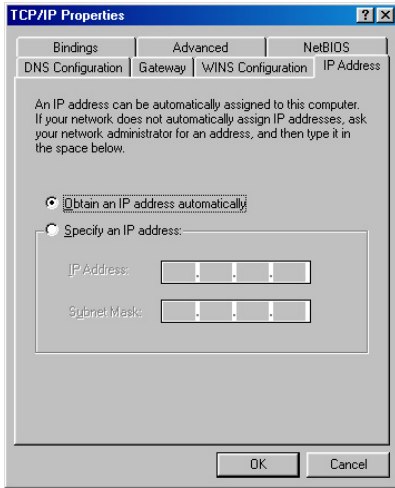 TCP/IP Properties
Bindings Advanced NetBIOS
DNS Configuration Gateway WINS Configuration IP Address
An IP address can be automatically assigned to this computer.
If your network does not automatically assign IP addresses, ask
your network administrator for an address, and then type it in
the space below.
Obtain an IP address automatically
Specify an IP address:
IP Address:
Subnet Mask:
OK Cancel